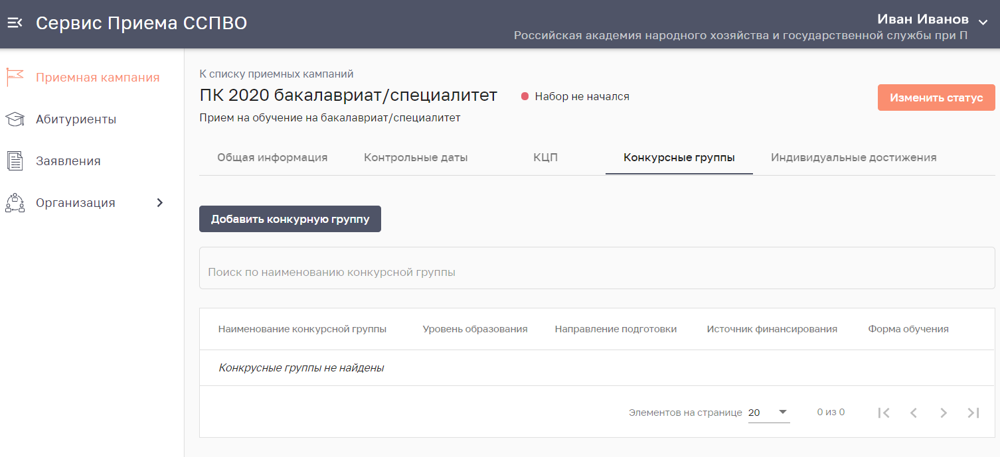 Сервис Приема ССПВО
Иван Иванов
Российская академия народного хозяйства и государственной службы при П
Приемная кампания
Абитуриенты
Заявления
Организация
К списку приемных кампаний
ПК 2020 бакалавриат/специалитет
Набор не начался
Изменить статус
Прием на обучение на бакалавриат/специалитет
Общая информация
Контрольные даты
КЦП
Конкурсные группы
Индивидуальные достижения
Добавить конкурную группу
Поиск по наименованию конкурсной группы
Наименование конкурсной группы
Уровень образования
Направление подготовки
Источник финансирования
Форма обучения
Конкрусные группы не найдены
Элементов на странице 20
0 из 0